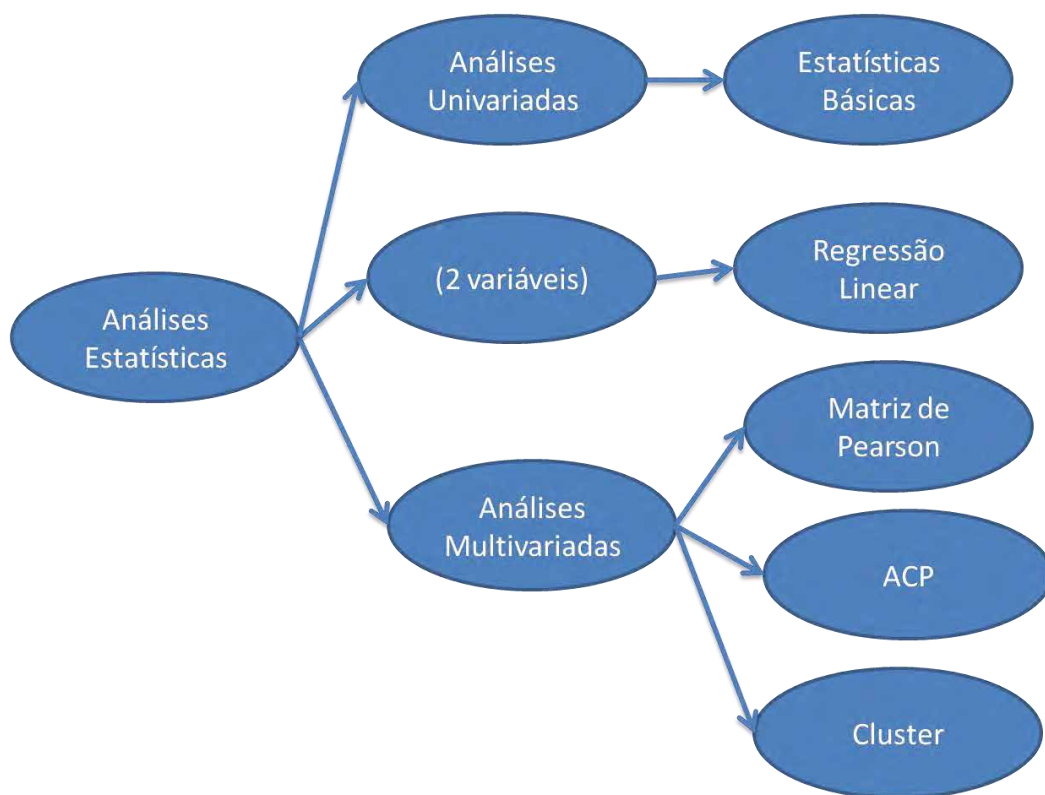 Análises
Univariadas
Estatísticas
Básicas
(2 variáveis)
Regressão
Linear
Análises
Estatísticas
Análises
Multivariadas
Matriz de
Pearson
ACP
Cluster